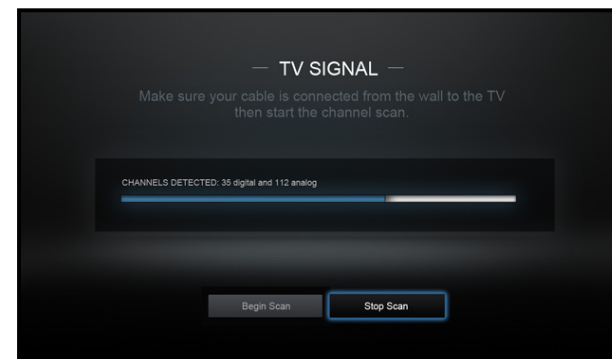 — TV SIGNAL —
Make sure your cable is connected from the wall to the TV
then start the channel scan.
CHANNELS DETECTED: 35 digital and 112 analog
Begin Scan
Stop Scan